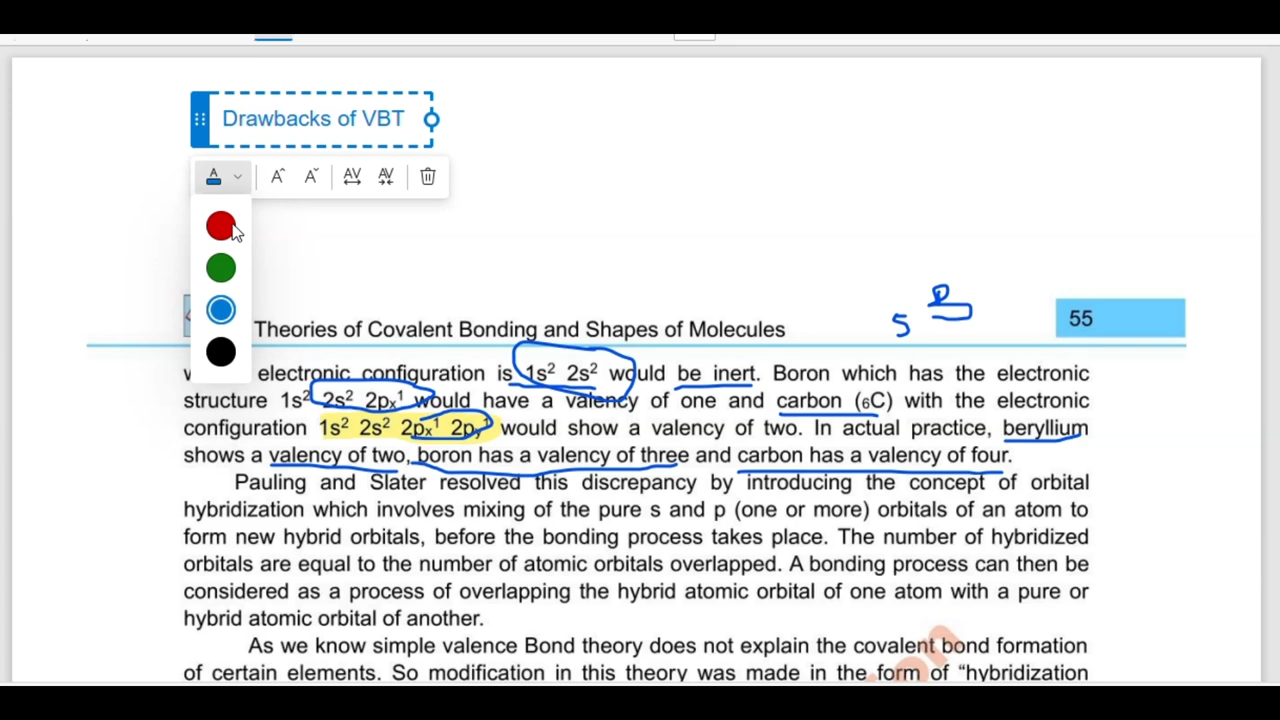 Drawbacks of VBT
A A A AV AV
Theories of Covalent Bonding and Shapes of Molecules
S P
55
electronic configuration is 1s² 2s² would be inert. Boron which has the electronic
structure 1s² 2s² 2pₓ¹ would have a valency of one and carbon (₆C) with the electronic
configuration 1s² 2s² 2pₓ¹ 2pᵧ¹ would show a valency of two. In actual practice, beryllium
shows a valency of two, boron has a valency of three and carbon has a valency of four.
Pauling and Slater resolved this discrepancy by introducing the concept of orbital
hybridization which involves mixing of the pure s and p (one or more) orbitals of an atom to
form new hybrid orbitals, before the bonding process takes place. The number of hybridized
orbitals are equal to the number of atomic orbitals overlapped. A bonding process can then be
considered as a process of overlapping the hybrid atomic orbital of one atom with a pure or
hybrid atomic orbital of another.
As we know simple valence Bond theory does not explain the covalent bond formation
of certain elements. So modification in this theory was made in the form of “hybridization